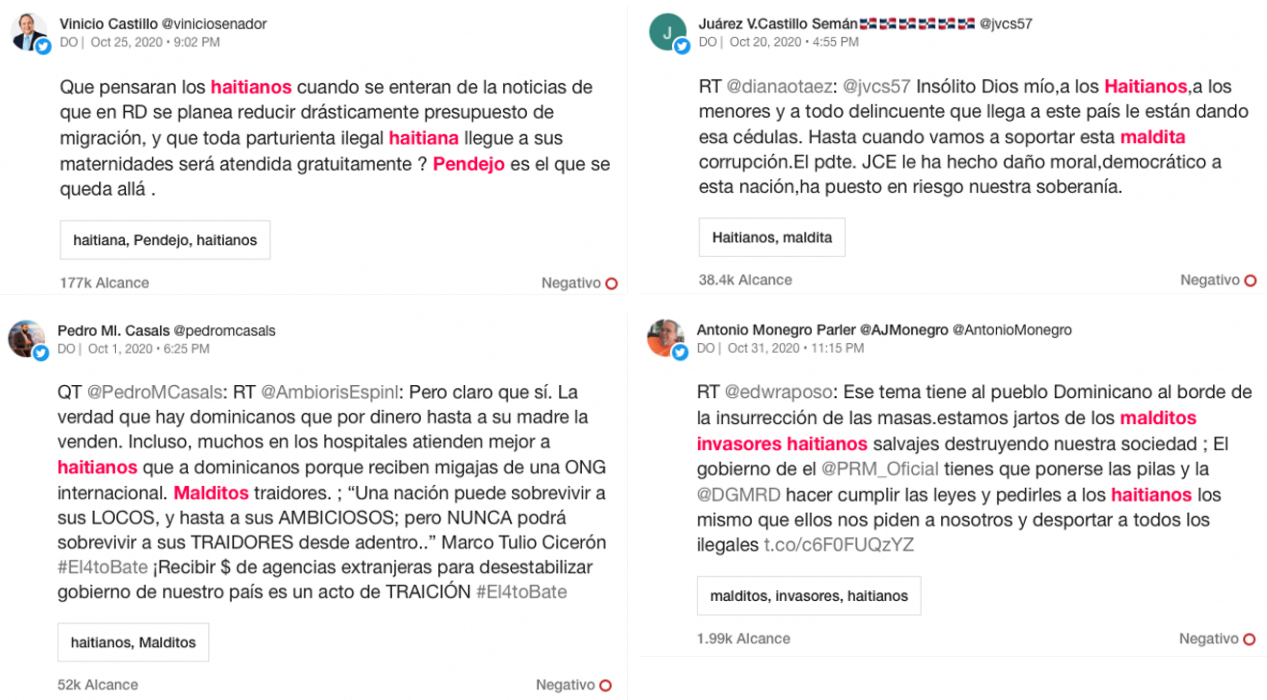 Vinicio Castillo @viniciosenador
DO | Oct 25, 2020 • 9:02 PM
Que pensaran los haitianos cuando se enteran de la noticias de
que en RD se planea reducir drásticamente presupuesto de
migración, y que toda parturienta ilegal haitiana llegue a sus
maternidades será atendida gratuitamente ? Pendejo es el que se
queda allá .
haitiana, Pendejo, haitianos
177k Alcance
Negativo
J
Juárez V.Castillo Semán🇩🇴🇩🇴🇩🇴🇩🇴🇩🇴🇩🇴 @jvcs57
DO | Oct 20, 2020 • 4:55 PM
RT @dianaotaez: @jvcs57 Insólito Dios mío,a los Haitianos,a los
menores y a todo delincuente que llega a este país le están dando
esa cédulas. Hasta cuando vamos a soportar esta maldita
corrupción.El pdte. JCE le ha hecho daño moral,democrático a
esta nación,ha puesto en riesgo nuestra soberanía.
Haitianos, maldita
38.4k Alcance
Negativo
Pedro Ml. Casals @pedromcasals
DO | Oct 1, 2020 • 6:25 PM
QT @PedroMCasals: RT @AmbiorisEspinl: Pero claro que sí. La
verdad que hay dominicanos que por dinero hasta a su madre la
venden. Incluso, muchos en los hospitales atienden mejor a
haitianos que a dominicanos porque reciben migajas de una ONG
internacional. Malditos traidores. ; “Una nación puede sobrevivir a
sus LOCOS, y hasta a sus AMBICIOSOS; pero NUNCA podrá
sobrevivir a sus TRAIDORES desde adentro..” Marco Tulio Cicerón
#El4toBate ¡Recibir $ de agencias extranjeras para desestabilizar
gobierno de nuestro país es un acto de TRAICIÓN #El4toBate
haitianos, Malditos
52k Alcance
Negativo
Antonio Monegro Parler @AJMonegro @AntonioMonegro
DO | Oct 31, 2020 • 11:15 PM
RT @edwraposo: Ese tema tiene al pueblo Dominicano al borde de
la insurrección de las masas.estamos jartos de los malditos
invasores haitianos salvajes destruyendo nuestra sociedad ; El
gobierno de el @PRM_Oficial tienes que ponerse las pilas y la
@DGMRD hacer cumplir las leyes y pedirles a los haitianos los
mismo que ellos nos piden a nosotros y desportar a todos los
ilegales t.co/c6F0FUQzYZ
malditos, invasores, haitianos
1.99k Alcance
Negativo